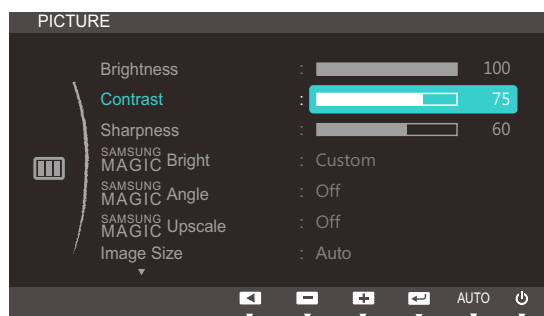 PICTURE
Brightness : 100
Contrast : 75
Sharpness : 60
SAMSUNG MAGIC Bright : Custom
SAMSUNG MAGIC Angle : Off
SAMSUNG MAGIC Upscale : Off
Image Size : Auto
AUTO